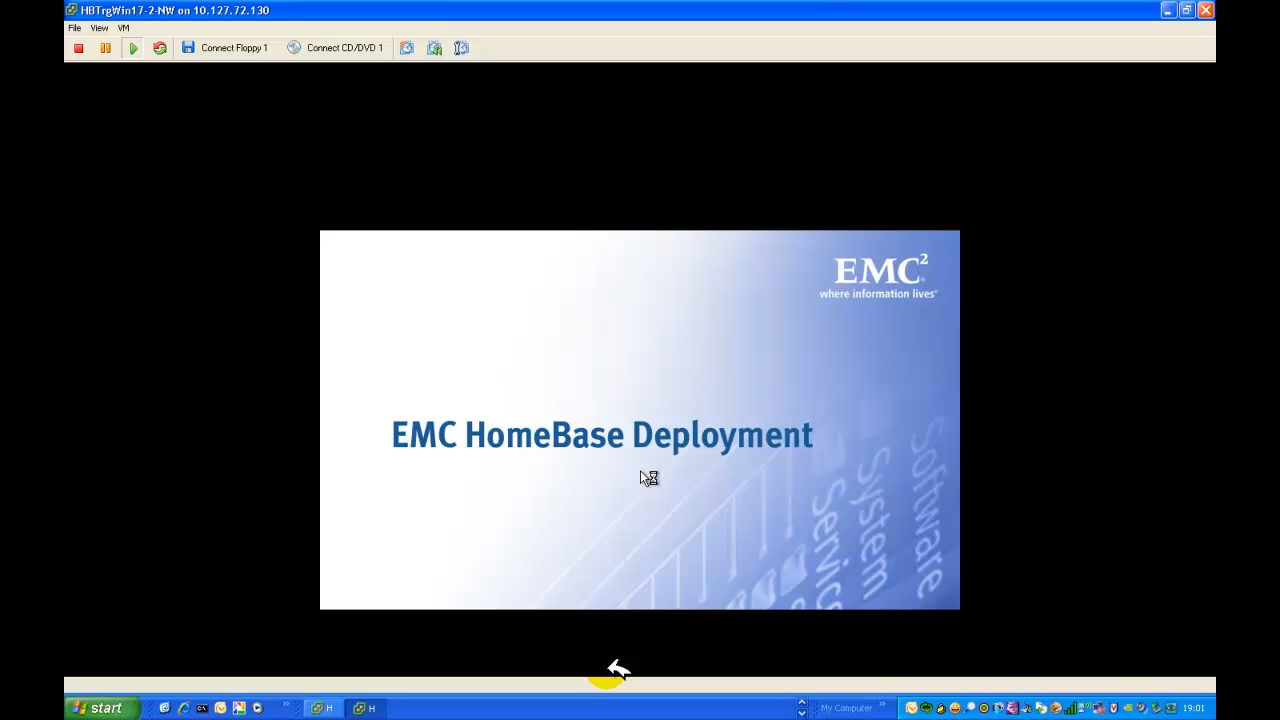 HBTrgWin17-2-NW on 10.127.72.130
File View VM
Connect Floppy 1 Connect CD/DVD 1
EMC²
where information lives®
EMC HomeBase Deployment
Software
System
Service
start
H
H
My Computer
19:01